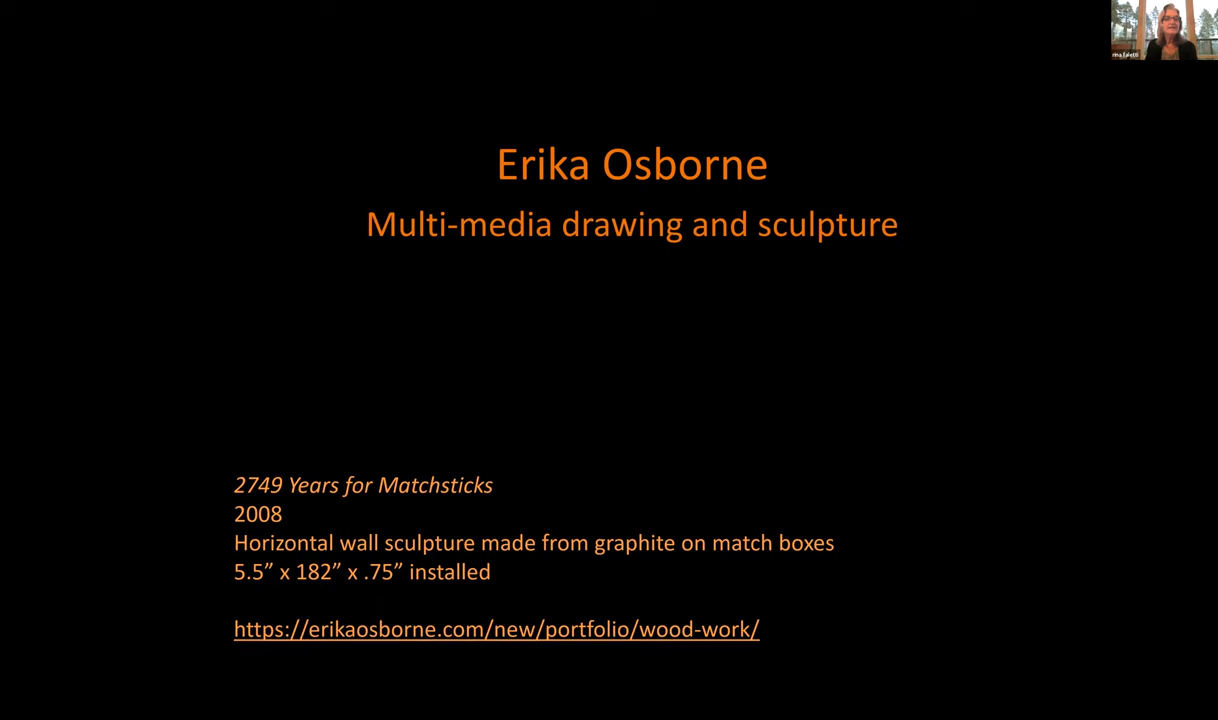 Erika Osborne
Multi-media drawing and sculpture
2749 Years for Matchsticks
2008
Horizontal wall sculpture made from graphite on match boxes
5.5” x 182” x .75” installed
https://erikaosborne.com/new/portfolio/wood-work/